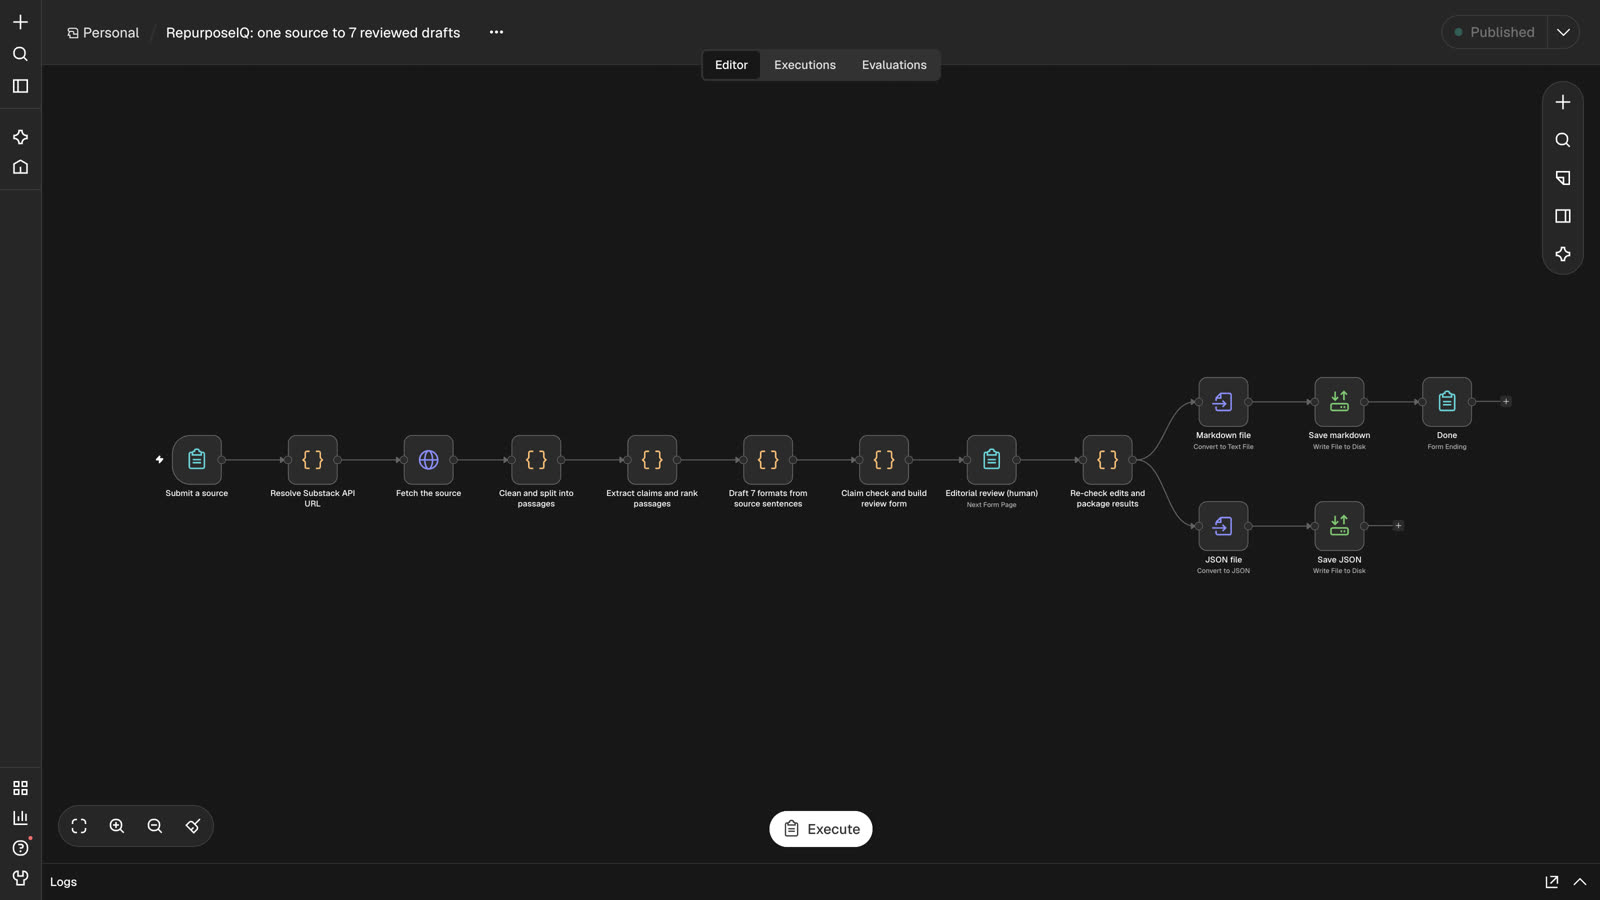 Personal / RepurposeIQ: one source to 7 reviewed drafts
Published
Editor
Executions
Evaluations
Submit a source
Resolve Substack API
URL
Fetch the source
Clean and split into
passages
Extract claims and rank
passages
Draft 7 formats from
source sentences
Claim check and build
review form
Editorial review (human)
Next Form Page
Re-check edits and
package results
Markdown file
Convert to Text File
Save markdown
Write File to Disk
Done
Form Ending
JSON file
Convert to JSON
Save JSON
Write File to Disk
Execute
Logs